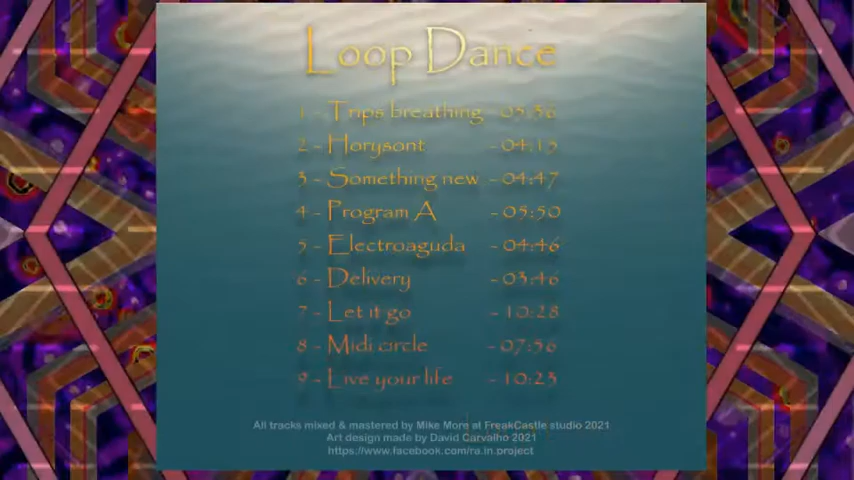 Loop Dance
1 - Trips breathing - 05:56
2 - Horysont - 04:15
3 - Something new - 04:47
4 - Program A - 05:50
5 - Electroaguda - 04:46
6 - Delivery - 03:46
7 - Let it go - 10:28
8 - Midi circle - 07:56
9 - Live your life - 10:23
All tracks mixed & mastered by Mike More at FreakCastle studio 2021
Art design made by David Carvalho 2021
https://www.facebook.com/ra.in.project